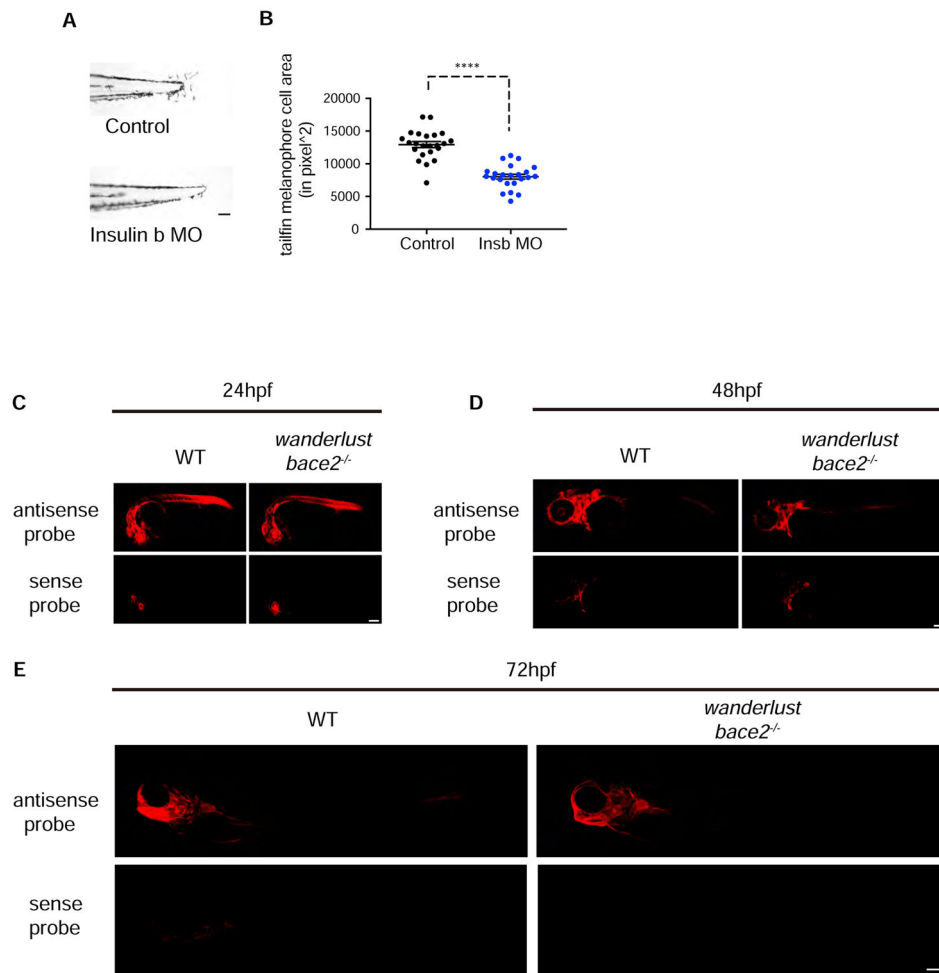 A
Control
Insulin b MO
B
****
tailfin melanophore cell area
(in pixel^2)
20000
15000
10000
5000
0
Control
Insb MO
C
24hpf
WT
wanderlust
bace2-/-
antisense
probe
sense
probe
D
48hpf
WT
wanderlust
bace2-/-
antisense
probe
sense
probe
E
72hpf
WT
wanderlust
bace2-/-
antisense
probe
sense
probe